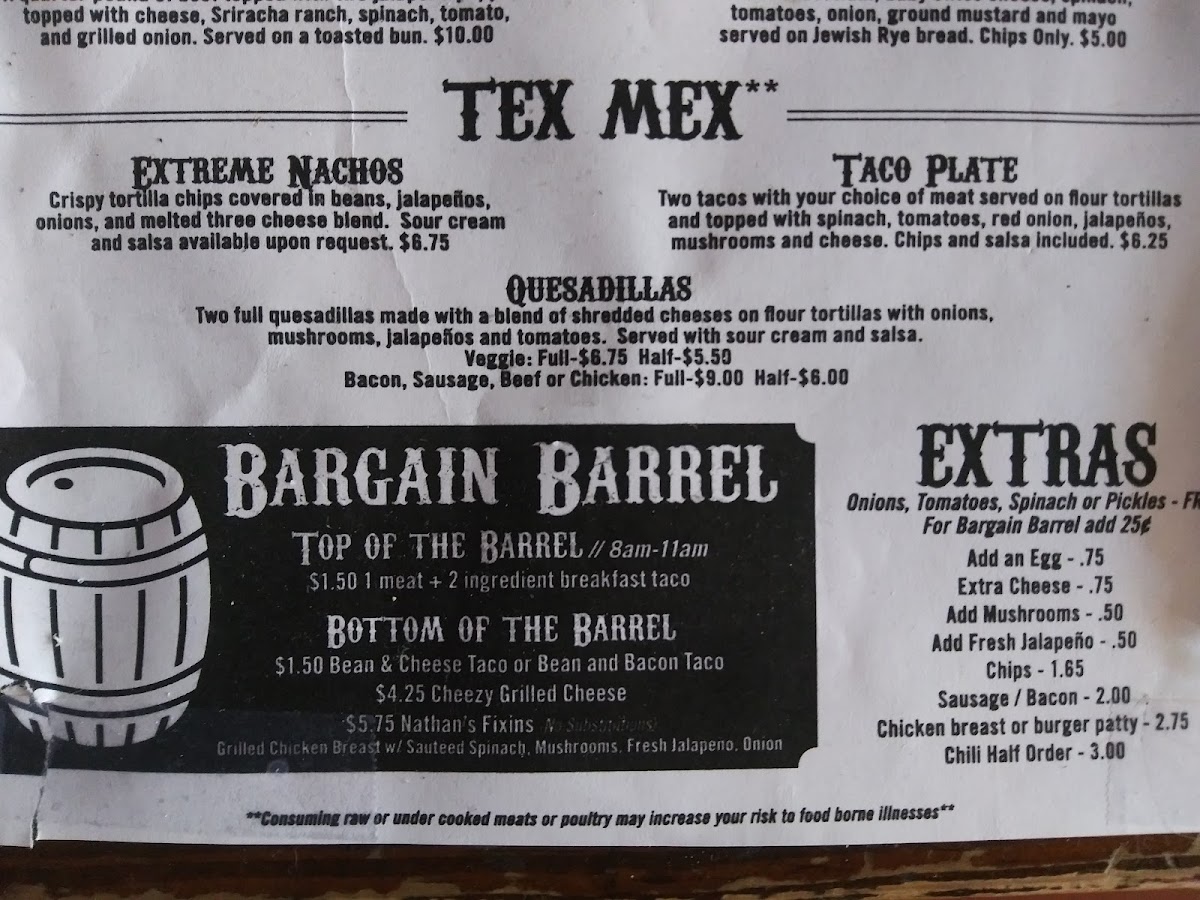 topped with cheese, Sriracha ranch, spinach, tomato,
and grilled onion. Served on a toasted bun. $10.00
tomatoes, onion, ground mustard and mayo
served on Jewish Rye bread. Chips Only. $5.00
TEX MEX**
EXTREME NACHOS
Crispy tortilla chips covered in beans, jalapeños,
onions, and melted three cheese blend. Sour cream
and salsa available upon request. $6.75
TACO PLATE
Two tacos with your choice of meat served on flour tortillas
and topped with spinach, tomatoes, red onion, jalapeños,
mushrooms and cheese. Chips and salsa included. $6.25
QUESADILLAS
Two full quesadillas made with a blend of shredded cheeses on flour tortillas with onions,
mushrooms, jalapeños and tomatoes. Served with sour cream and salsa.
Veggie: Full-$6.75 Half-$5.50
Bacon, Sausage, Beef or Chicken: Full-$9.00 Half-$6.00
BARGAIN BARREL
TOP OF THE BARREL // 8am-11am
$1.50 1 meat + 2 ingredient breakfast taco
BOTTOM OF THE BARREL
$1.50 Bean & Cheese Taco or Bean and Bacon Taco
$4.25 Cheezy Grilled Cheese
$5.75 Nathan's Fixins (No Substitutions)
Grilled Chicken Breast w/ Sauteed Spinach, Mushrooms, Fresh Jalapeno, Onion
EXTRAS
Onions, Tomatoes, Spinach or Pickles - FR
For Bargain Barrel add 25¢
Add an Egg - .75
Extra Cheese - .75
Add Mushrooms - .50
Add Fresh Jalapeño - .50
Chips - 1.65
Sausage / Bacon - 2.00
Chicken breast or burger patty - 2.75
Chili Half Order - 3.00
**Consuming raw or under cooked meats or poultry may increase your risk to food borne illnesses**